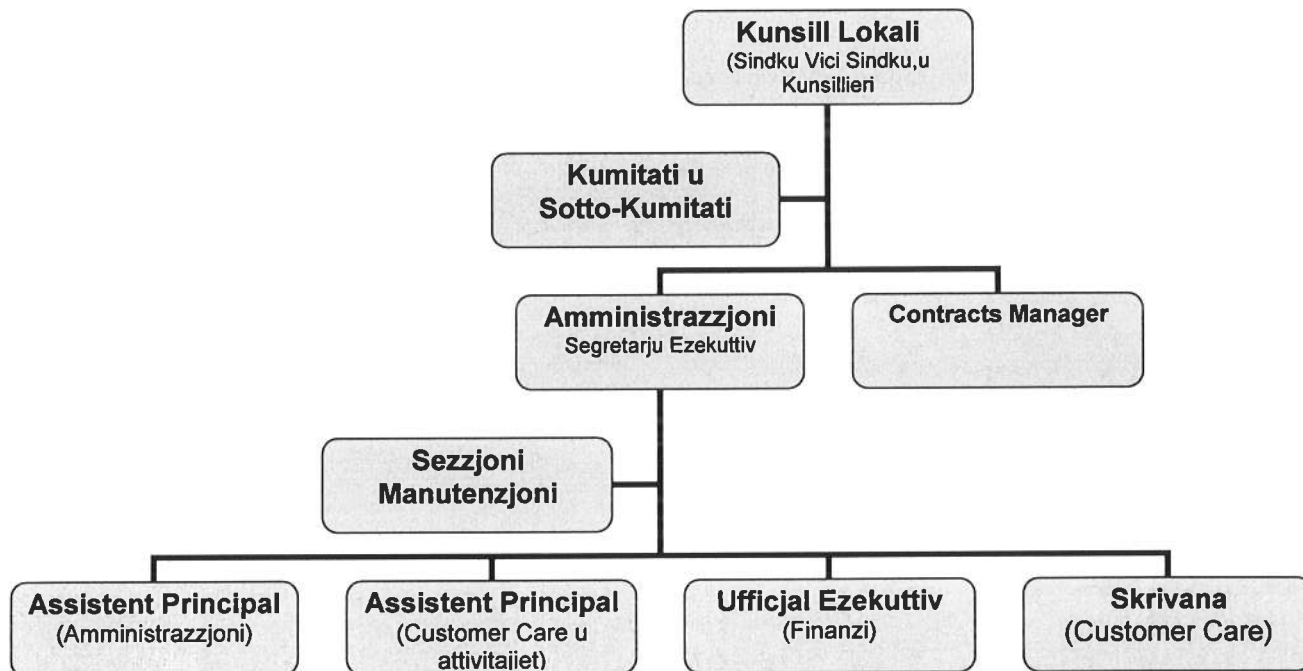 Kunsill Lokali
(Sindku Vici Sindku,u
Kunsillieri
Kumitati u
Sotto-Kumitati
Amministrazzjoni
Segretarju Ezekuttiv
Contracts Manager
Sezzjoni
Manutenzjoni
Assistent Principal
(Amministrazzjoni)
Assistent Principal
(Customer Care u
attivitajiet)
Ufficjal Ezekuttiv
(Finanzi)
Skrivana
(Customer Care)